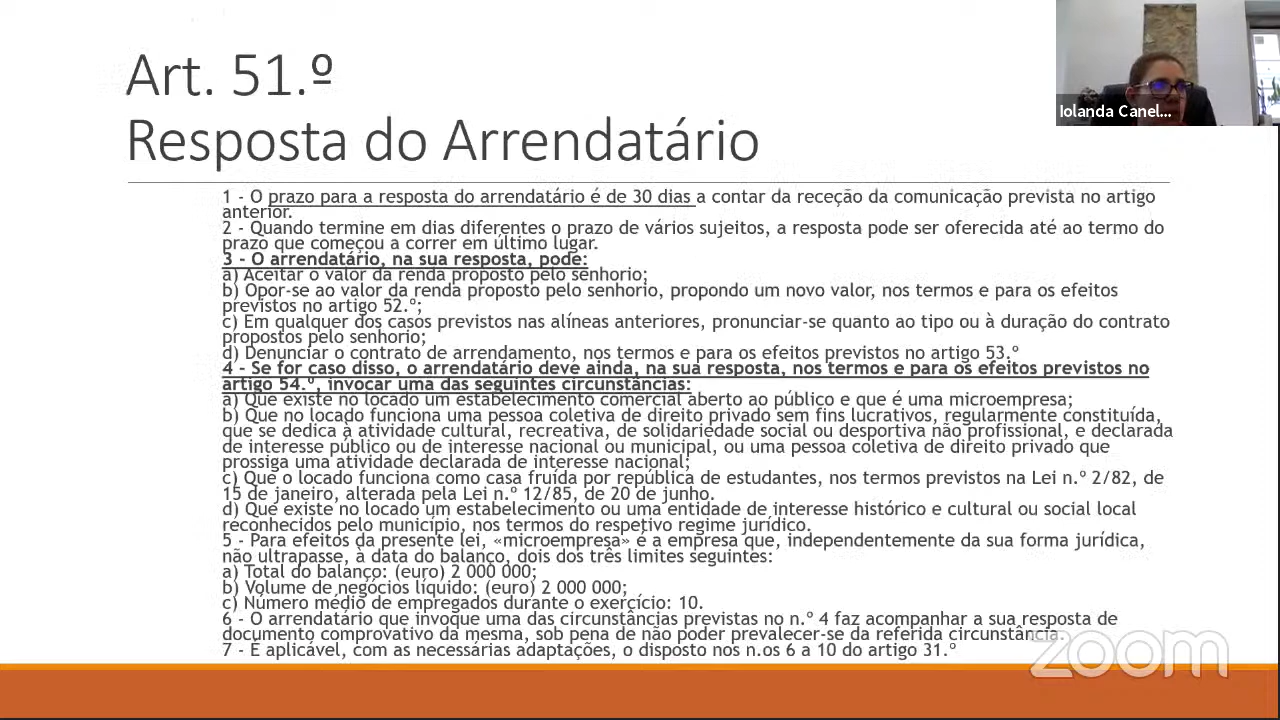 Art. 51.º
Resposta do Arrendatário
Iolanda Canel...
1 - O prazo para a resposta do arrendatário é de 30 dias a contar da receção da comunicação prevista no artigo
anterior.
2 - Quando termine em dias diferentes o prazo de vários sujeitos, a resposta pode ser oferecida até ao termo do
prazo que começou a correr em último lugar.
3 - O arrendatário, na sua resposta, pode:
a) Aceitar o valor da renda proposto pelo senhorio;
b) Opor-se ao valor da renda proposto pelo senhorio, propondo um novo valor, nos termos e para os efeitos
previstos no artigo 52.º;
c) Em qualquer dos casos previstos nas alíneas anteriores, pronunciar-se quanto ao tipo ou à duração do contrato
propostos pelo senhorio;
d) Denunciar o contrato de arrendamento, nos termos e para os efeitos previstos no artigo 53.º
4 - Se for caso disso, o arrendatário deve ainda, na sua resposta, nos termos e para os efeitos previstos no
artigo 54.º, invocar uma das seguintes circunstâncias:
a) Que existe no locado um estabelecimento comercial aberto ao público e que é uma microempresa;
b) Que no locado funciona uma pessoa coletiva de direito privado sem fins lucrativos, regularmente constituída,
que se dedica à atividade cultural, recreativa, de solidariedade social ou desportiva não profissional, e declarada
de interesse público ou de interesse nacional ou municipal, ou uma pessoa coletiva de direito privado que
prossiga uma atividade declarada de interesse nacional;
c) Que o locado funciona como casa fruída por república de estudantes, nos termos previstos na Lei n.º 2/82, de
15 de janeiro, alterada pela Lei n.º 12/85, de 20 de junho.
d) Que existe no locado um estabelecimento ou uma entidade de interesse histórico e cultural ou social local
reconhecidos pelo município, nos termos do respetivo regime jurídico.
5 - Para efeitos da presente lei, «microempresa» é a empresa que, independentemente da sua forma jurídica,
não ultrapasse, à data do balanço, dois dos três limites seguintes:
a) Total do balanço: (euro) 2 000 000;
b) Volume de negócios líquido: (euro) 2 000 000;
c) Número médio de empregados durante o exercício: 10.
6 - O arrendatário que invoque uma das circunstâncias previstas no n.º 4 faz acompanhar a sua resposta de
documento comprovativo da mesma, sob pena de não poder prevalecer-se da referida circunstância.
7 - É aplicável, com as necessárias adaptações, o disposto nos n.os 6 a 10 do artigo 31.º
zoom